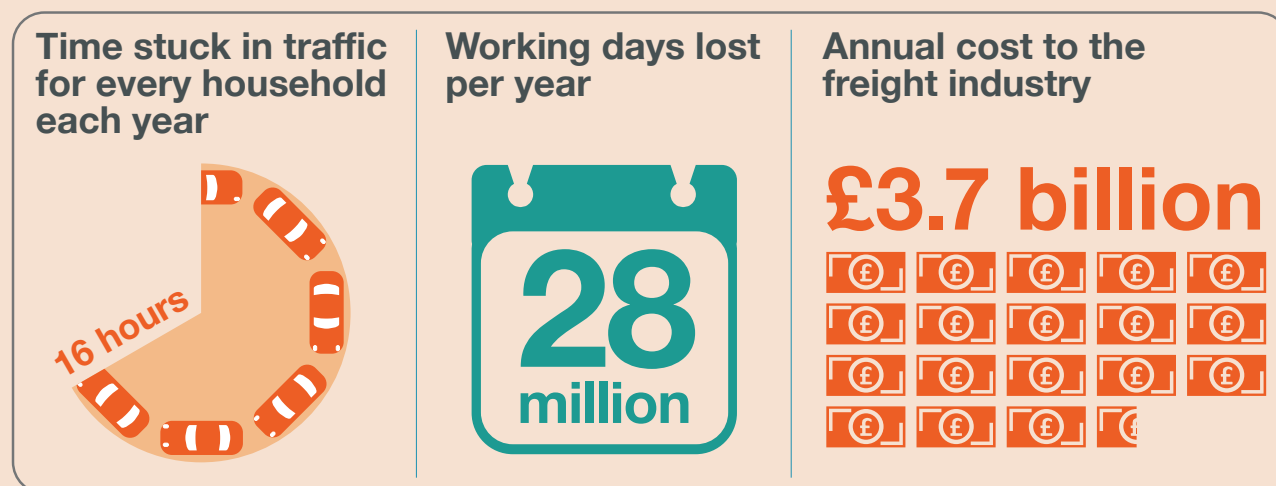 Time stuck in traffic
for every household
each year
16 hours
Working days lost
per year
28
million
Annual cost to the
freight industry
£3.7 billion
£ £ £ £ £
£ £ £ £ £
£ £ £ £ £
£ £ £ £